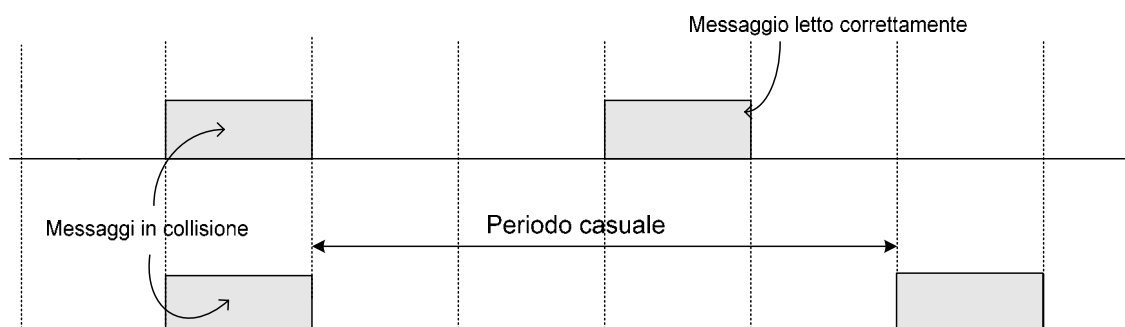 Messaggio letto correttamente
Messaggi in collisione
Periodo casuale